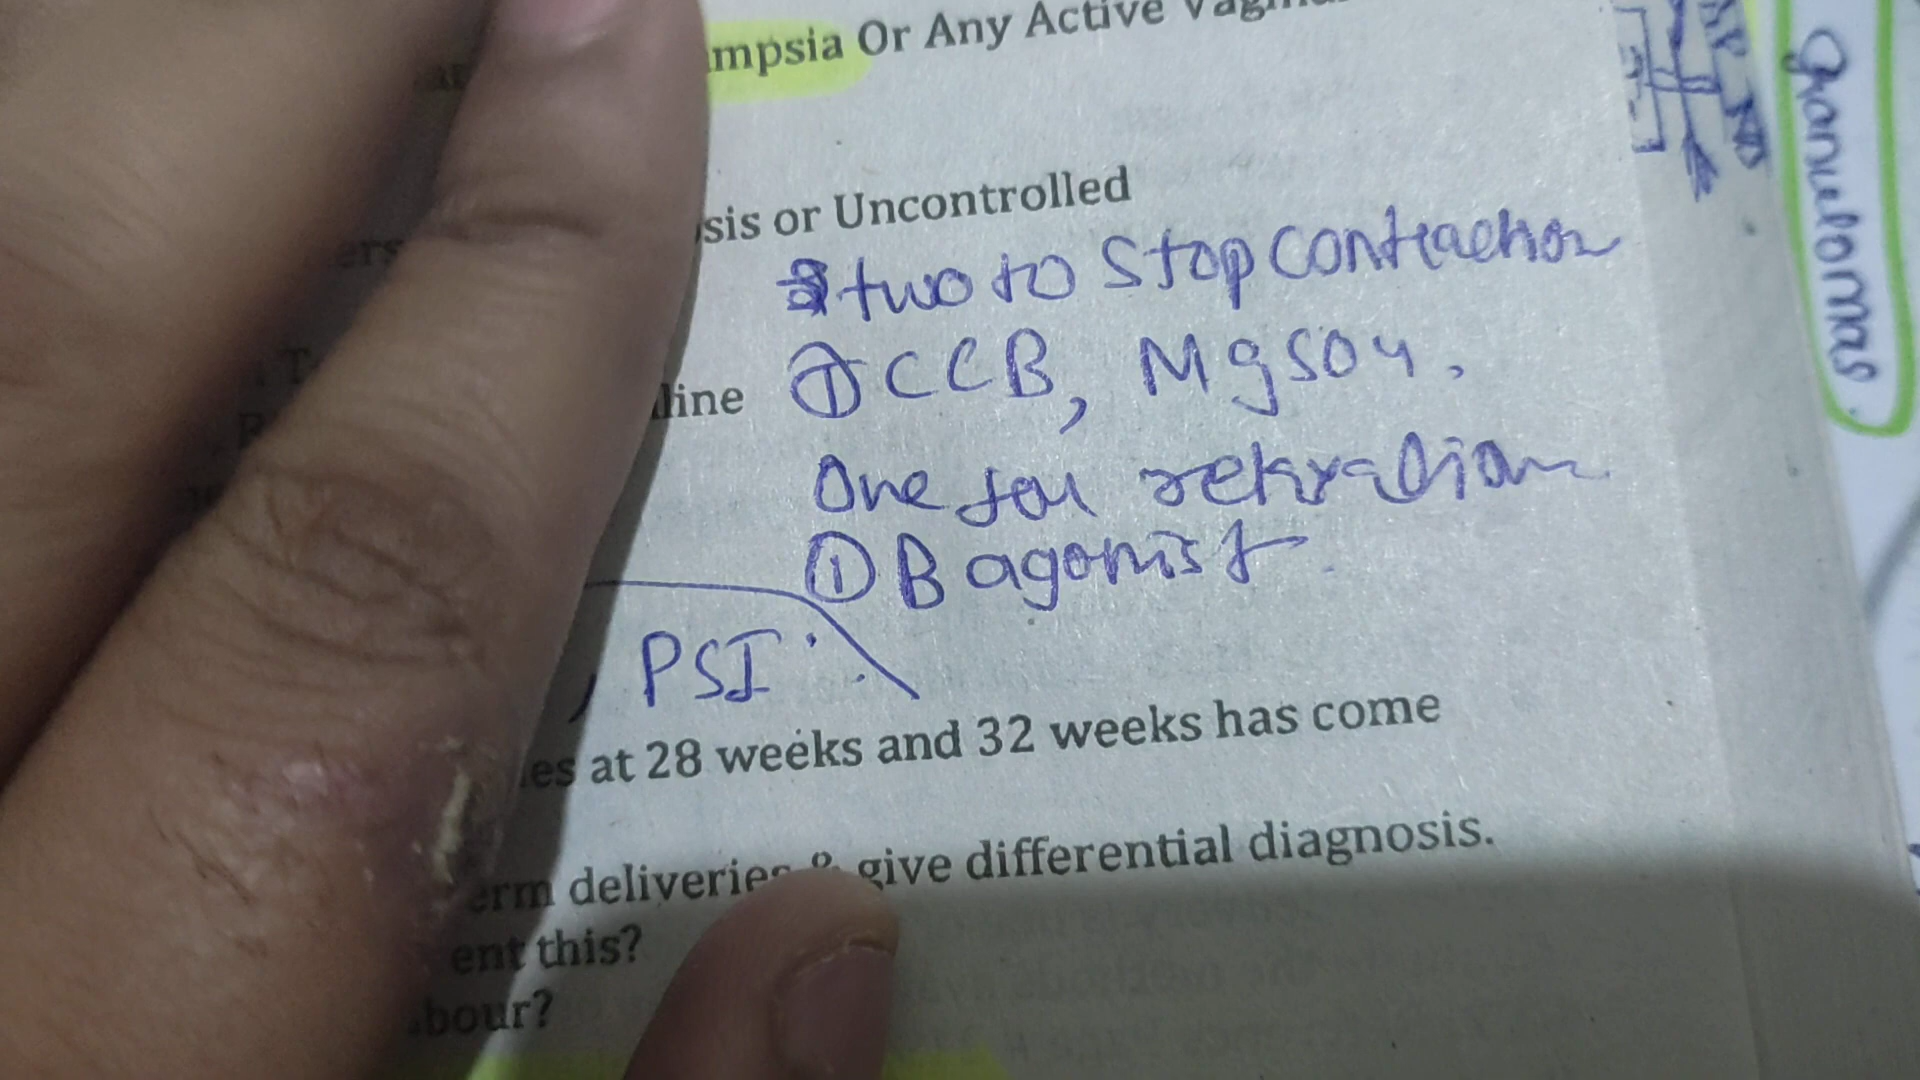 mpsia Or Any Active
sis or Uncontrolled
two to stop contraction
line ① CCB, MgSO4.
One for relaxation
① B agonist.
, PSI
es at 28 weeks and 32 weeks has come
erm deliveries & give differential diagnosis.
ent this?
bour?
granulomas